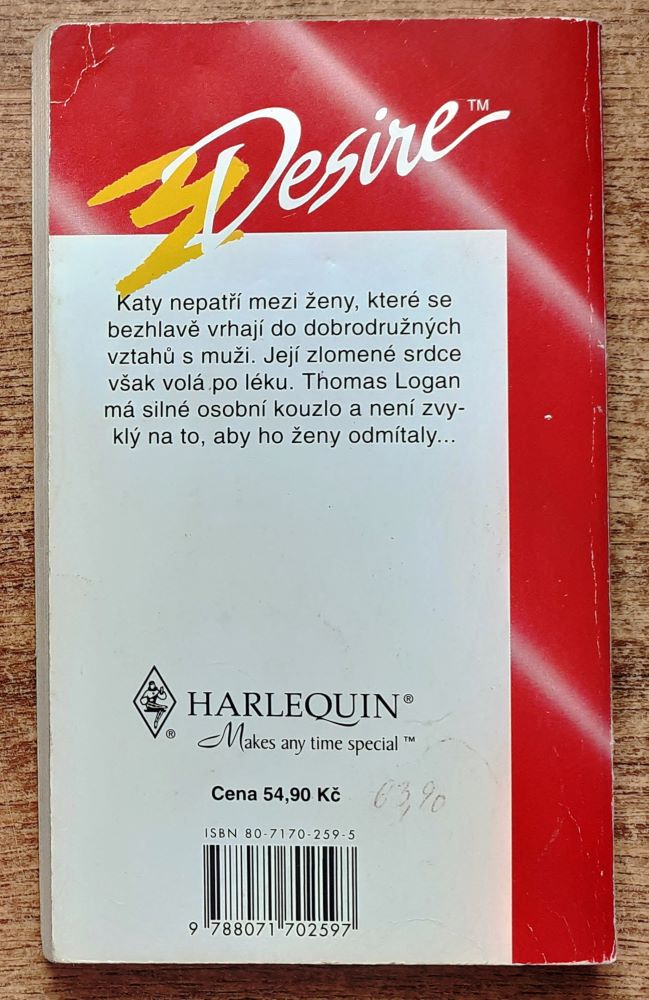 Desire™
Katy nepatří mezi ženy, které se
bezhlavě vrhají do dobrodružných
vztahů s muži. Její zlomené srdce
však volá po léku. Thomas Logan
má silné osobní kouzlo a není zvy-
klý na to, aby ho ženy odmítaly...
HARLEQUIN®
®
Makes any time special™
Cena 54,90 Kč 63,90
ISBN 80-7170-259-5
9 788071 702597